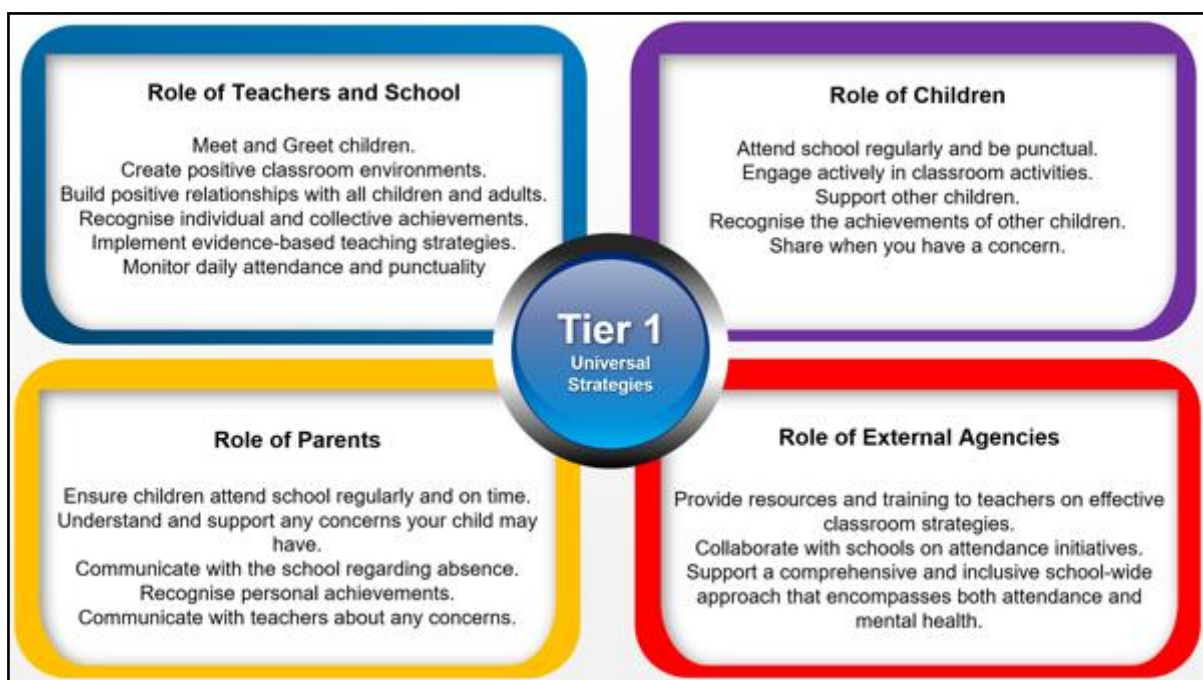 Role of Teachers and School
Meet and Greet children.
Create positive classroom environments.
Build positive relationships with all children and adults.
Recognise individual and collective achievements.
Implement evidence-based teaching strategies.
Monitor daily attendance and punctuality
Role of Children
Attend school regularly and be punctual.
Engage actively in classroom activities.
Support other children.
Recognise the achievements of other children.
Share when you have a concern.
Tier 1
Universal
Strategies
Role of Parents
Ensure children attend school regularly and on time.
Understand and support any concerns your child may
have.
Communicate with the school regarding absence.
Recognise personal achievements.
Communicate with teachers about any concerns.
Role of External Agencies
Provide resources and training to teachers on effective
classroom strategies.
Collaborate with schools on attendance initiatives.
Support a comprehensive and inclusive school-wide
approach that encompasses both attendance and
mental health.